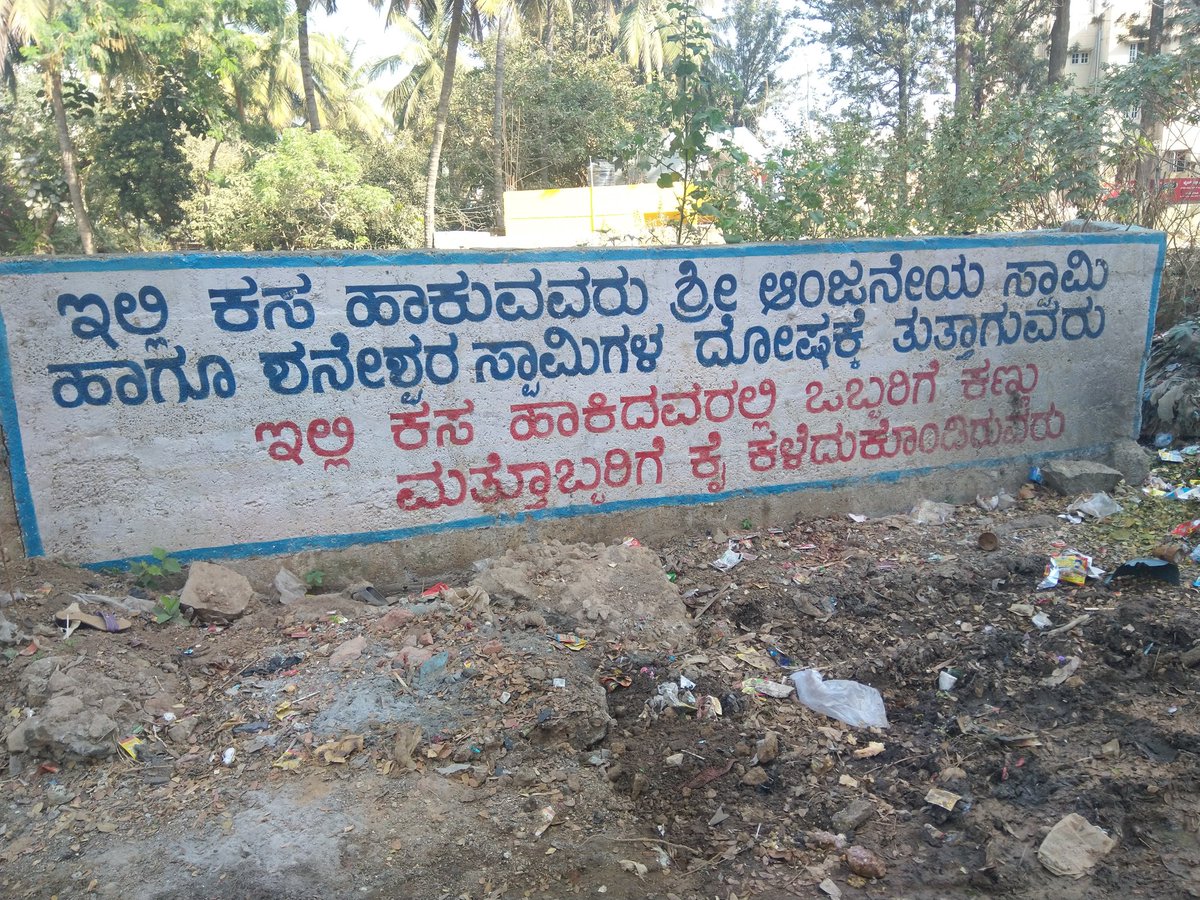 ಇಲ್ಲಿ ಕಸ ಹಾಕುವವರು ಶ್ರೀ ಆಂಜನೇಯ ಸ್ವಾಮಿ
ಹಾಗೂ ಶನೇಶ್ವರ ಸ್ವಾಮಿಗಳ ದೋಷಕ್ಕೆ ತುತ್ತಾಗುವರು
ಇಲ್ಲಿ ಕಸ ಹಾಕಿದವರಲ್ಲಿ ಒಬ್ಬರಿಗೆ ಕಣ್ಣು
ಮತ್ತೊಬ್ಬರಿಗೆ ಕೈ ಕಳೆದುಕೊಂಡಿರುವರು